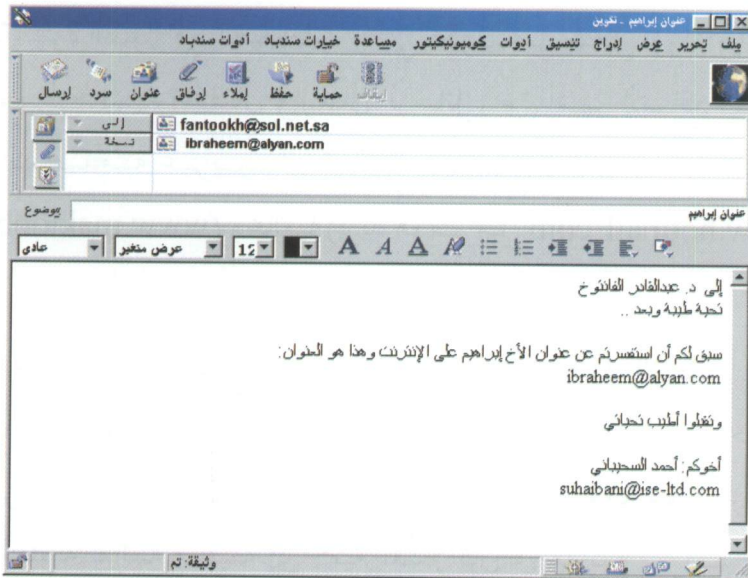 عنوان إبراهيم - تكوين
ملف تحرير عرض إدراج تنسيق أدوات كوميونيكيتور مساعدة خيارات سندباد أدوات سندباد
إرسال سرد عنوان إرفاق إملاء حفظ حماية إيقاف
إلى fantookh@sol.net.sa
نسخة ibraheem@alyan.com
موضوع عنوان إبراهيم
عادي عرض متغير 12
إلى د. عبدالقادر الفانتوخ
تحية طيبة وبعد ..
سبق لكم أن استفسرتم عن عنوان الأخ إبراهيم على الإنترنت وهذا هو العنوان:
ibraheem@alyan.com
وتقبلوا أطيب تحياتي
أخوكم: أحمد السحيباني
suhaibani@ise-ltd.com
وثيقة: تم